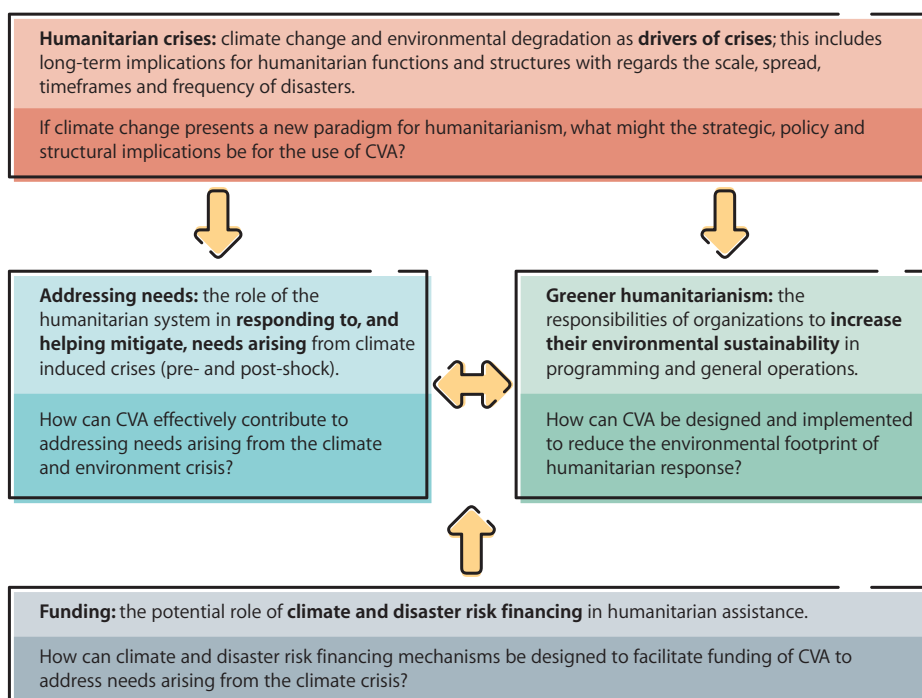 Humanitarian crises: climate change and environmental degradation as drivers of crises; this includes
long-term implications for humanitarian functions and structures with regards the scale, spread,
timeframes and frequency of disasters.
If climate change presents a new paradigm for humanitarianism, what might the strategic, policy and
structural implications be for the use of CVA?
Addressing needs: the role of the
humanitarian system in responding to, and
helping mitigate, needs arising from climate
induced crises (pre- and post-shock).
How can CVA effectively contribute to
addressing needs arising from the climate
and environment crisis?
Greener humanitarianism: the
responsibilities of organizations to increase
their environmental sustainability in
programming and general operations.
How can CVA be designed and implemented
to reduce the environmental footprint of
humanitarian response?
Funding: the potential role of climate and disaster risk financing in humanitarian assistance.
How can climate and disaster risk financing mechanisms be designed to facilitate funding of CVA to
address needs arising from the climate crisis?